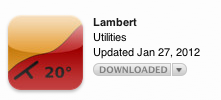 Lambert
Utilities
Updated Jan 27, 2012
DOWNLOADED
20°